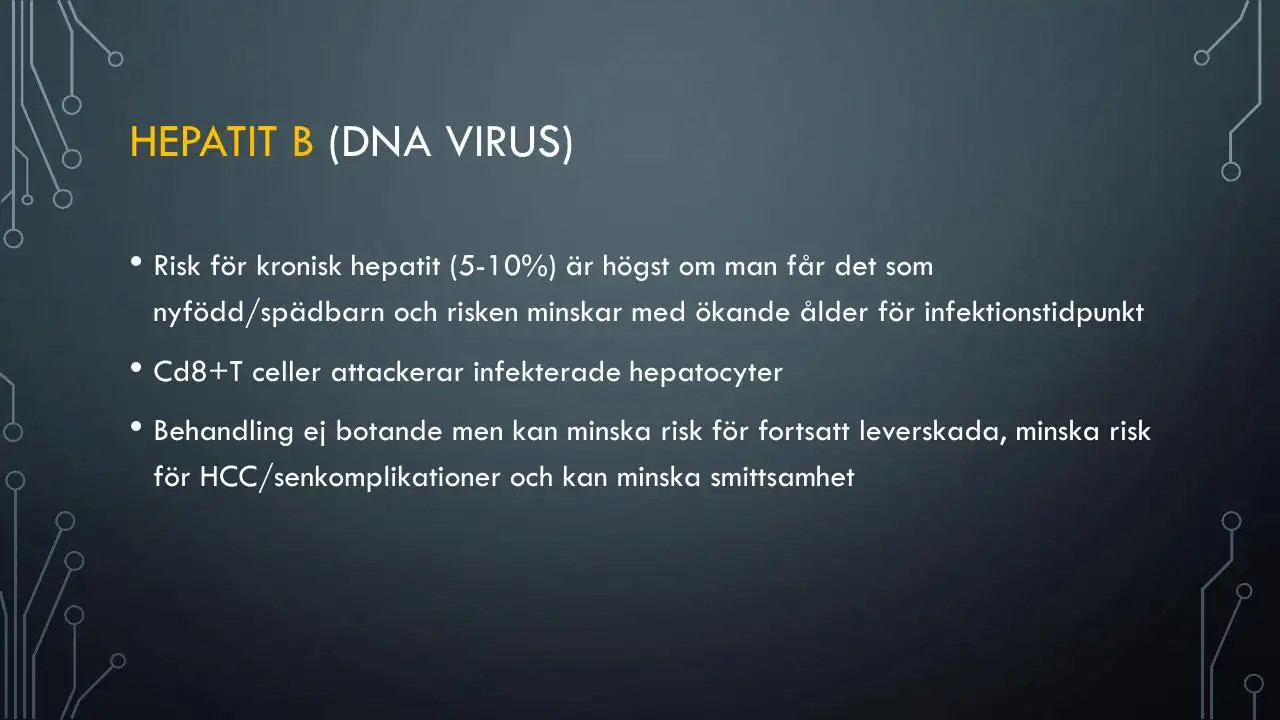 HEPATIT B (DNA VIRUS)
• Risk för kronisk hepatit (5-10%) är högst om man får det som
nyfödd/spädbarn och risken minskar med ökande ålder för infektionstidpunkt
• Cd8+T celler attackerar infekterade hepatocyter
• Behandling ej botande men kan minska risk för fortsatt leverskada, minska risk
för HCC/senkomplikationer och kan minska smittsamhet